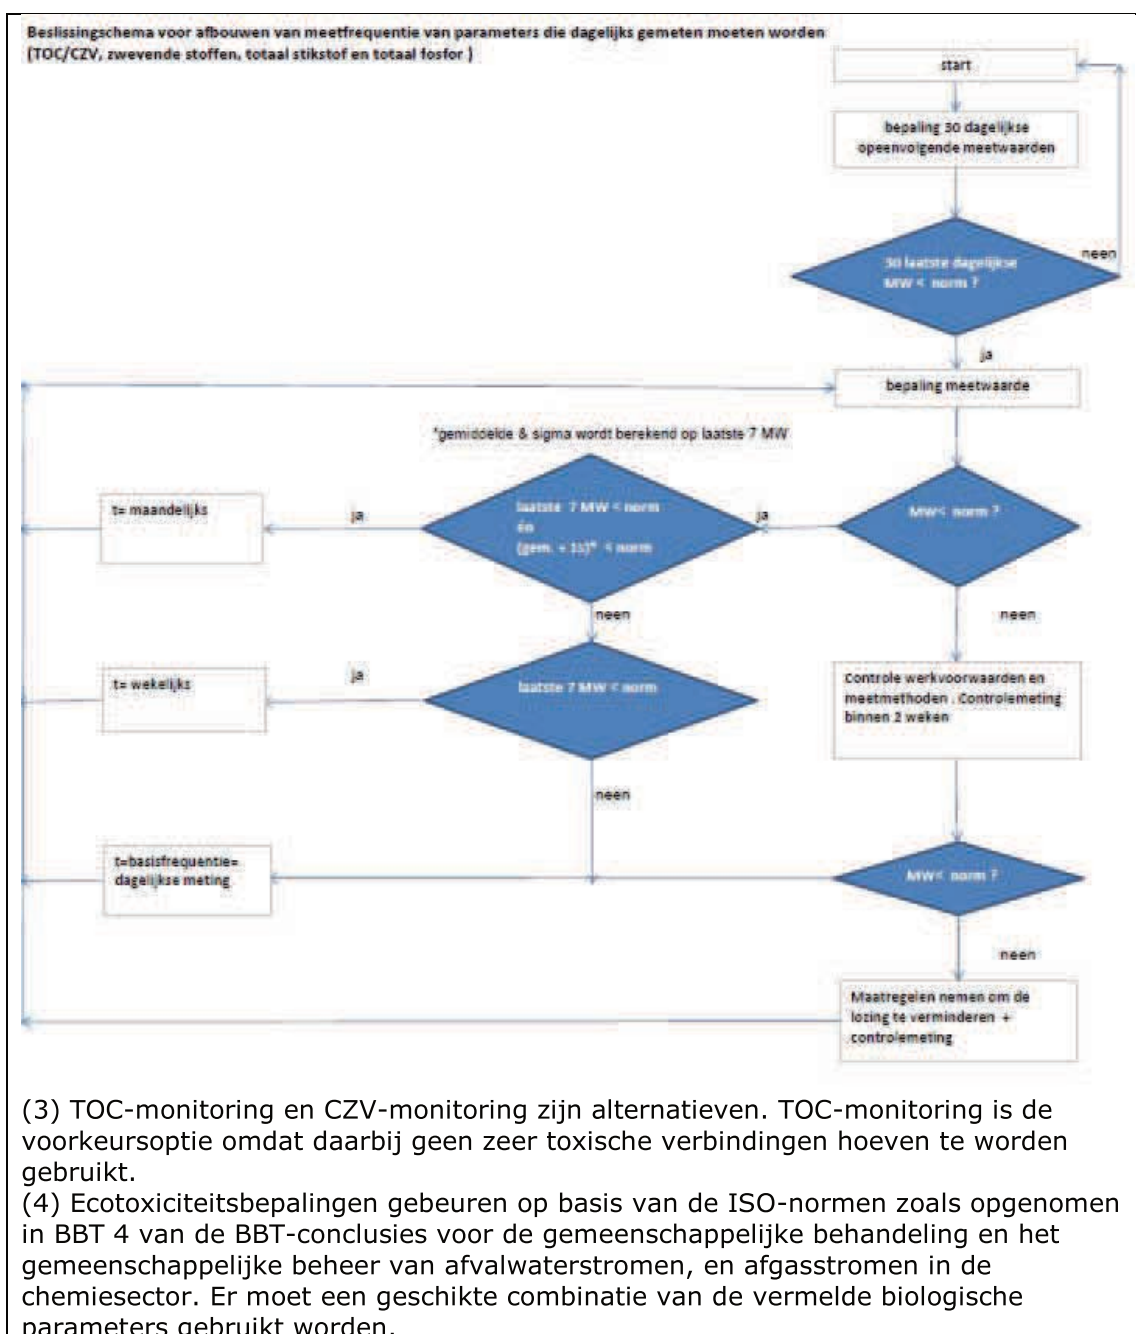 Beslissingschema voor afbouwen van meetfrequentie van parameters die dagelijks gemeten moeten worden
(TOC/CZV, zwevende stoffen, totaal stikstof en totaal fosfor )
start
bepaling 30 dagelijkse
opeenvolgende meetwaarden
30 laatste dagelijkse
MW < norm ?
neen
ja
bepaling meetwaarde
*gemiddelde & sigma wordt berekend op laatste 7 MW
t= maandelijks
ja
laatste 7 MW < norm
én
(gem. + 1s)* < norm
ja
MW< norm ?
neen
neen
t= wekelijks
ja
laatste 7 MW < norm
Controle werkvoorwaarden en
meetmethoden . Controlemeting
binnen 2 weken
neen
t=basisfrequentie=
dagelijkse meting
MW< norm ?
neen
Maatregelen nemen om de
lozing te verminderen +
controlemeting
(3) TOC-monitoring en CZV-monitoring zijn alternatieven. TOC-monitoring is de
voorkeursoptie omdat daarbij geen zeer toxische verbindingen hoeven te worden
gebruikt.
(4) Ecotoxiciteitsbepalingen gebeuren op basis van de ISO-normen zoals opgenomen
in BBT 4 van de BBT-conclusies voor de gemeenschappelijke behandeling en het
gemeenschappelijke beheer van afvalwaterstromen, en afgasstromen in de
chemiesector. Er moet een geschikte combinatie van de vermelde biologische
parameters gebruikt worden.